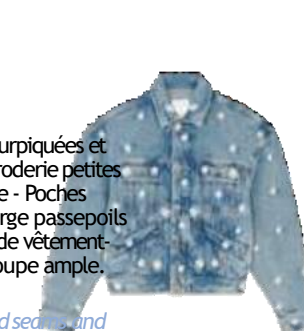 urpiquées et
roderie petites
e - Poches
rge passepoils
de vêtement-
oupe ample.
d seams and